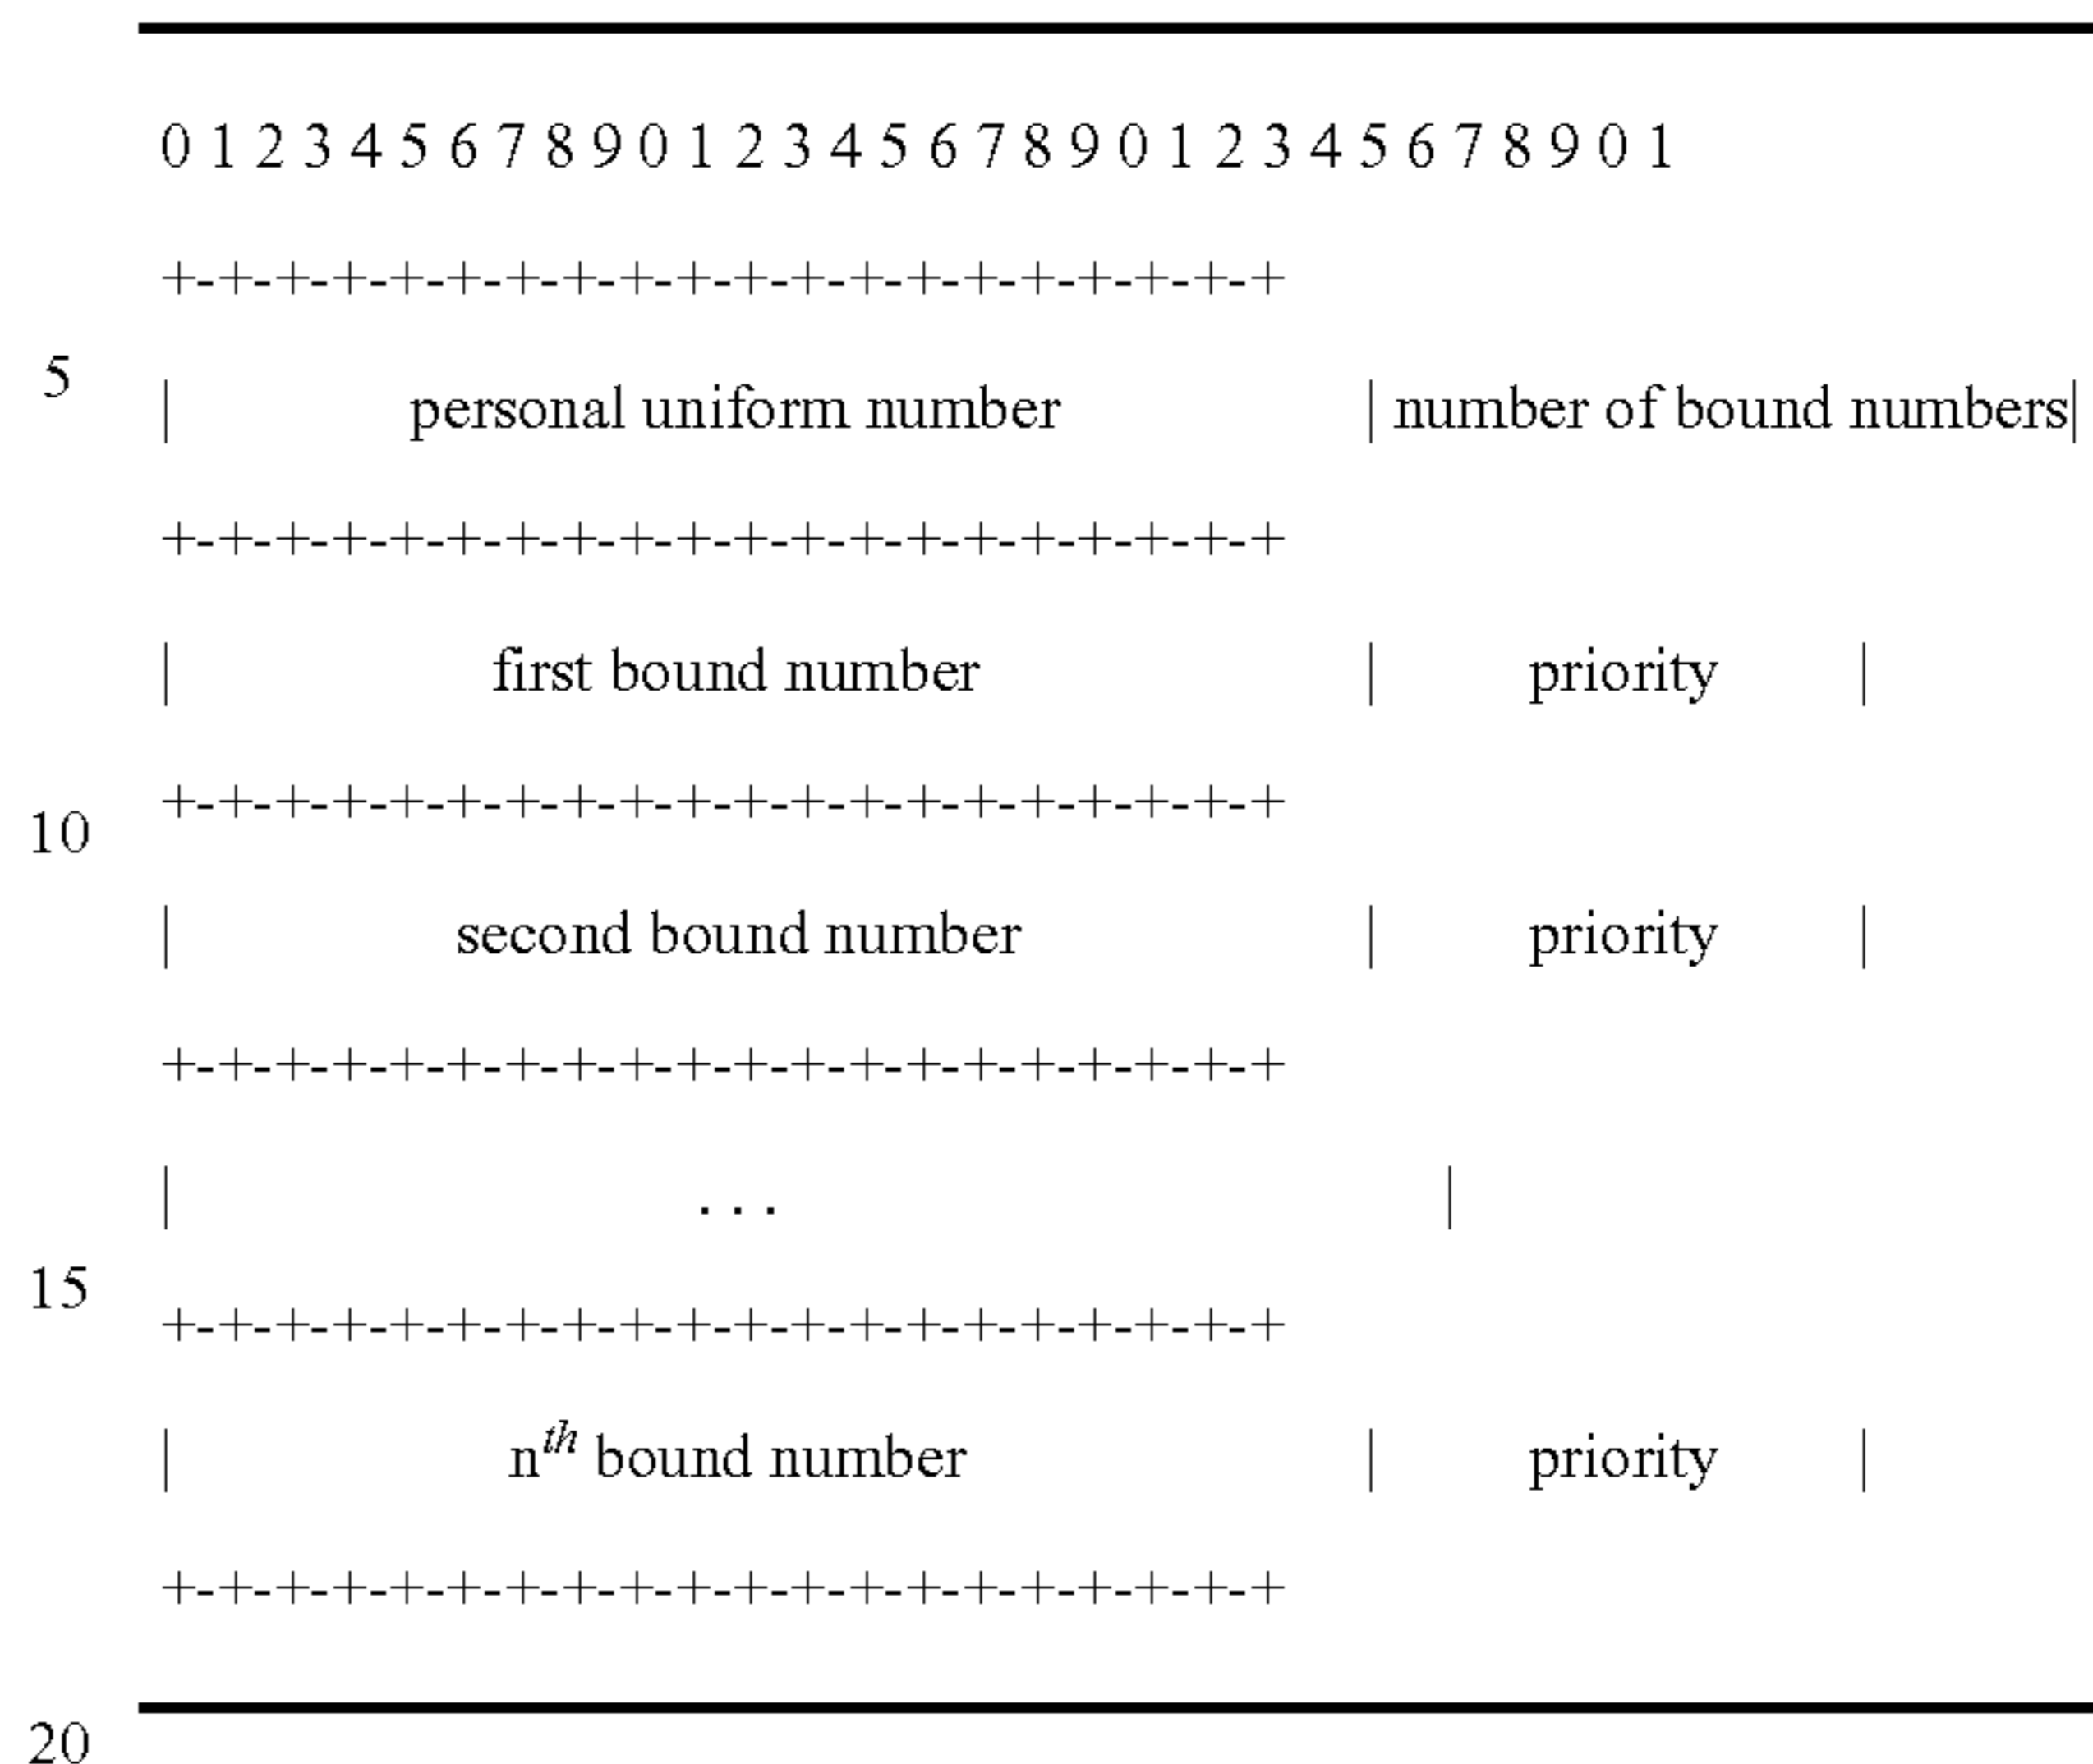 0 1 2 3 4 5 6 7 8 9 0 1 2 3 4 5 6 7 8 9 0 1 2 3 4 5 6 7 8 9 0 1
+-+-+-+-+-+-+-+-+-+-+-+-+-+-+-+-+-+-+-+
5
| personal uniform number | number of bound numbers|
+-+-+-+-+-+-+-+-+-+-+-+-+-+-+-+-+-+-+-+
| first bound number | priority |
+-+-+-+-+-+-+-+-+-+-+-+-+-+-+-+-+-+-+-+
10
| second bound number | priority |
+-+-+-+-+-+-+-+-+-+-+-+-+-+-+-+-+-+-+-+
| . . . |
15
+-+-+-+-+-+-+-+-+-+-+-+-+-+-+-+-+-+-+-+
| nth bound number | priority |
+-+-+-+-+-+-+-+-+-+-+-+-+-+-+-+-+-+-+-+
20